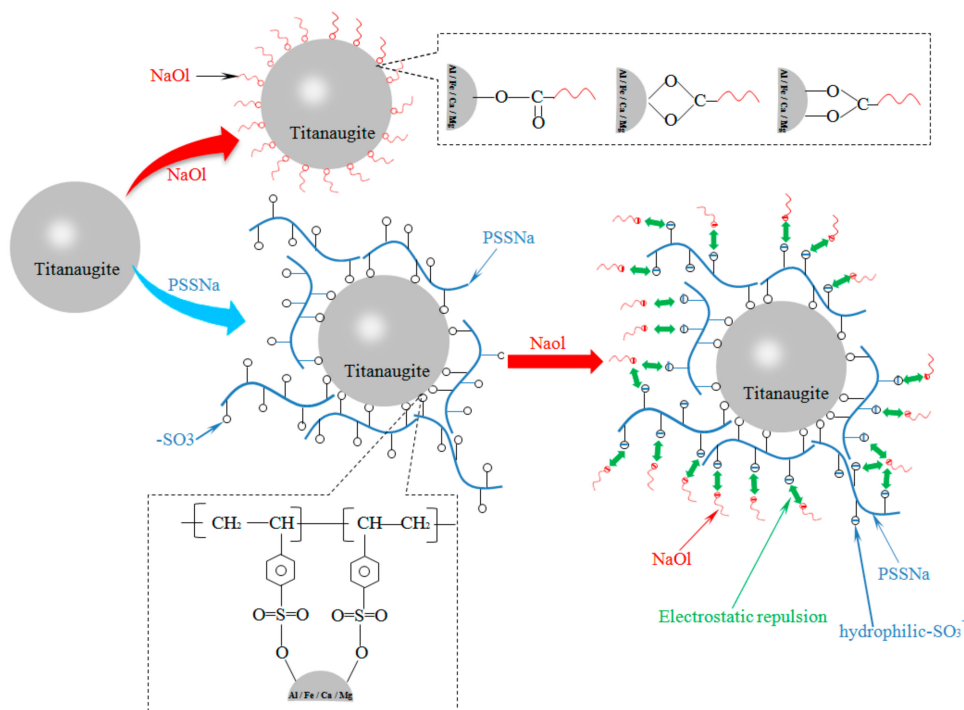 NaOl
Titanaugite
Al / Fe / Ca / Mg
O
C
O
Al / Fe / Ca / Mg
O
O
C
Al / Fe / Ca / Mg
O
O
C
NaOl
Titanaugite
PSSNa
PSSNa
Titanaugite
-SO3
Naol
Titanaugite
NaOl
PSSNa
Electrostatic repulsion
hydrophilic-SO3-
CH2 CH CH CH2
O=S=O O=S=O
O O
Al / Fe / Ca / Mg